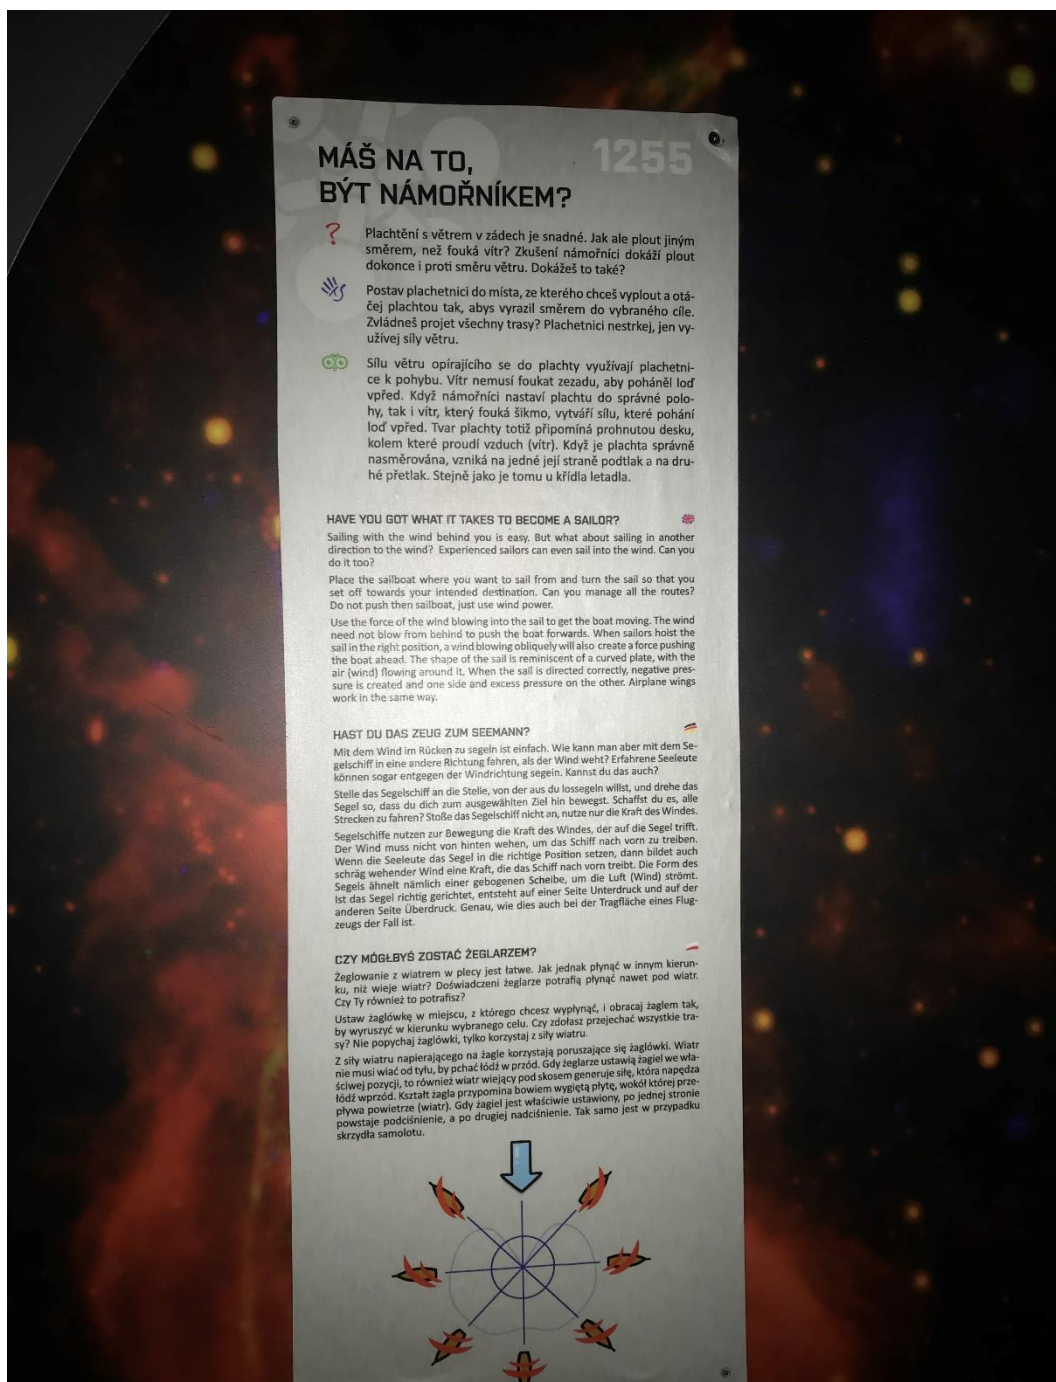 1255
MÁŠ NA TO,
BÝT NÁMOŘNÍKEM?
?
Plachtění s větrem v zádech je snadné. Jak ale plout jiným
směrem, než fouká vítr? Zkušení námořníci dokáží plout
dokonce i proti směru větru. Dokážeš to také?
Postav plachetnici do místa, ze kterého chceš vyplout a otá-
čej plachtou tak, abys vyrazil směrem do vybraného cíle.
Zvládneš projet všechny trasy? Plachetnici nestrkej, jen vy-
užívej síly větru.
Sílu větru opírajícího se do plachty využívají plachetni-
ce k pohybu. Vítr nemusí foukat zezadu, aby poháněl loď
vpřed. Když námořníci nastaví plachtu do správné polo-
hy, tak i vítr, který fouká šikmo, vytváří sílu, které pohání
loď vpřed. Tvar plachty totiž připomíná prohnutou desku,
kolem které proudí vzduch (vítr). Když je plachta správně
nasměrována, vzniká na jedné její straně podtlak a na dru-
hé přetlak. Stejně jako je tomu u křídla letadla.
HAVE YOU GOT WHAT IT TAKES TO BECOME A SAILOR?
Sailing with the wind behind you is easy. But what about sailing in another
direction to the wind? Experienced sailors can even sail into the wind. Can you
do it too?
Place the sailboat where you want to sail from and turn the sail so that you
set off towards your intended destination. Can you manage all the routes?
Do not push then sailboat, just use wind power.
Use the force of the wind blowing into the sail to get the boat moving. The wind
need not blow from behind to push the boat forwards. When sailors hoist the
sail in the right position, a wind blowing obliquely will also create a force pushing
the boat ahead. The shape of the sail is reminiscent of a curved plate, with the
air (wind) flowing around it. When the sail is directed correctly, negative pres-
sure is created and one side and excess pressure on the other. Airplane wings
work in the same way.
HAST DU DAS ZEUG ZUM SEEMANN?
Mit dem Wind im Rücken zu segeln ist einfach. Wie kann man aber mit dem Se-
gelschiff in eine andere Richtung fahren, als der Wind weht? Erfahrene Seeleute
können sogar entgegen der Windrichtung segeln. Kannst du das auch?
Stelle das Segelschiff an die Stelle, von der aus du lossegeln willst, und drehe das
Segel so, dass du dich zum ausgewählten Ziel hin bewegst. Schaffst du es, alle
Strecken zu fahren? Stoße das Segelschiff nicht an, nutze nur die Kraft des Windes.
Segelschiffe nutzen zur Bewegung die Kraft des Windes, der auf die Segel trifft.
Der Wind muss nicht von hinten wehen, um das Schiff nach vorn zu treiben.
Wenn die Seeleute das Segel in die richtige Position setzen, dann bildet auch
schräg wehender Wind eine Kraft, die das Schiff nach vorn treibt. Die Form des
Segels ähnelt nämlich einer gebogenen Scheibe, um die Luft (Wind) strömt.
Ist das Segel richtig gerichtet, entsteht auf einer Seite Unterdruck und auf der
anderen Seite Überdruck. Genau, wie dies auch bei der Tragfläche eines Flug-
zeugs der Fall ist.
CZY MÓGŁBYŚ ZOSTAĆ ŻEGLARZEM?
Żeglowanie z wiatrem w plecy jest łatwe. Jak jednak płynąć w innym kierun-
ku, niż wieje wiatr? Doświadczeni żeglarze potrafią płynąć nawet pod wiatr.
Czy Ty również to potrafisz?
Ustaw żaglówkę w miejscu, z którego chcesz wypłynąć, i obracaj żaglem tak,
by wyruszyć w kierunku wybranego celu. Czy zdołasz przejechać wszystkie tra-
sy? Nie popychaj żaglówki, tylko korzystaj z siły wiatru.
Z siły wiatru napierającego na żagle korzystają poruszające się żaglówki. Wiatr
nie musi wiać od tyłu, by pchać łódź w przód. Gdy żeglarze ustawią żagiel we wła-
ściwej pozycji, to również wiatr wiejący pod skosem generuje siłę, która napędza
łódź wprzód. Kształt żagla przypomina bowiem wygiętą płytę, wokół której prze-
pływa powietrze (wiatr). Gdy żagiel jest właściwie ustawiony, po jednej stronie
powstaje podciśnienie, a po drugiej nadciśnienie. Tak samo jest w przypadku
skrzydła samolotu.